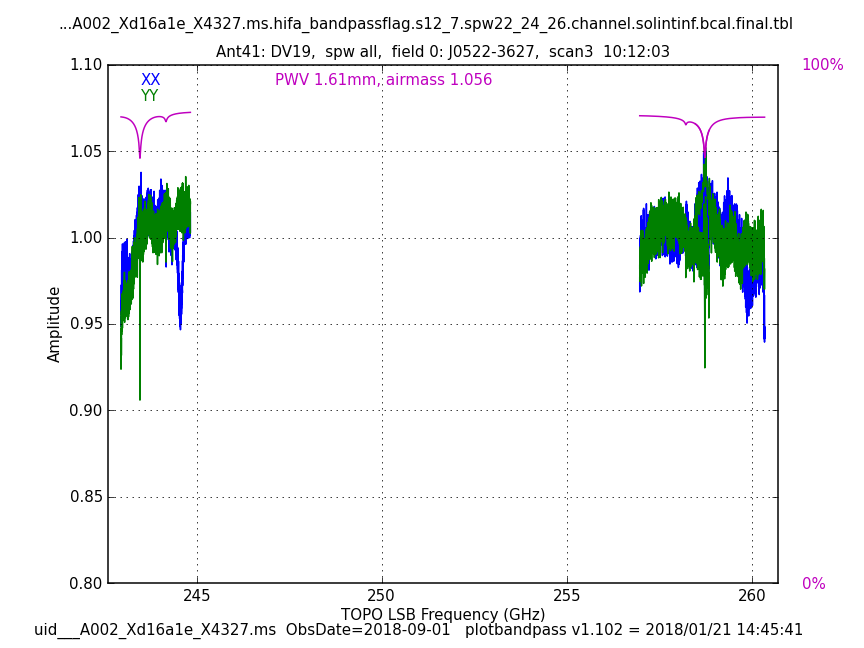 ...A002_Xd16a1e_X4327.ms.hifa_bandpassflag.s12_7.spw22_24_26.channel.solintinf.bcal.final.tbl
Ant41: DV19,  spw all,  field 0: J0522-3627,  scan3  10:12:03
1.10
100%
XX
PWV 1.61mm, airmass 1.056
YY
1.05
1.00
0.95
Amplitude
0.90
0.85
0.80
0%
245
250
255
260
TOPO LSB Frequency (GHz)
uid___A002_Xd16a1e_X4327.ms  ObsDate=2018-09-01   plotbandpass v1.102 = 2018/01/21 14:45:41